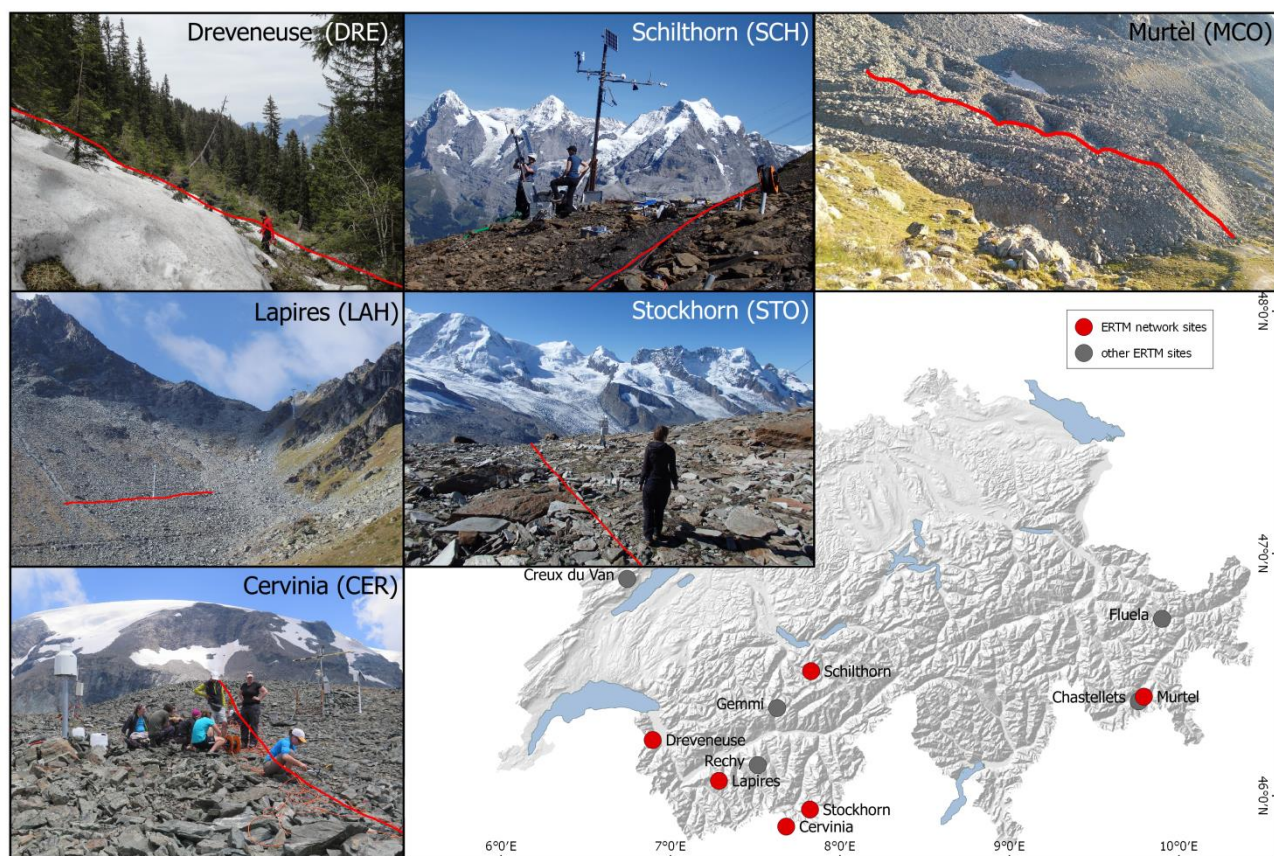 Dreveneuse (DRE)
Schilthorn (SCH)
Murtèl (MCO)
Lapires (LAH)
Stockhorn (STO)
48°0'N
ERTM network sites
other ERTM sites
47°0'N
Creux du Van
Cervinia (CER)
Fluela
Schilthorn
Gemmi
Chastellets
Murtel
Dreveneuse
Rechy
Lapires
46°0'N
Stockhorn
Cervinia
6°0'E
7°0'E
8°0'E
9°0'E
10°0'E